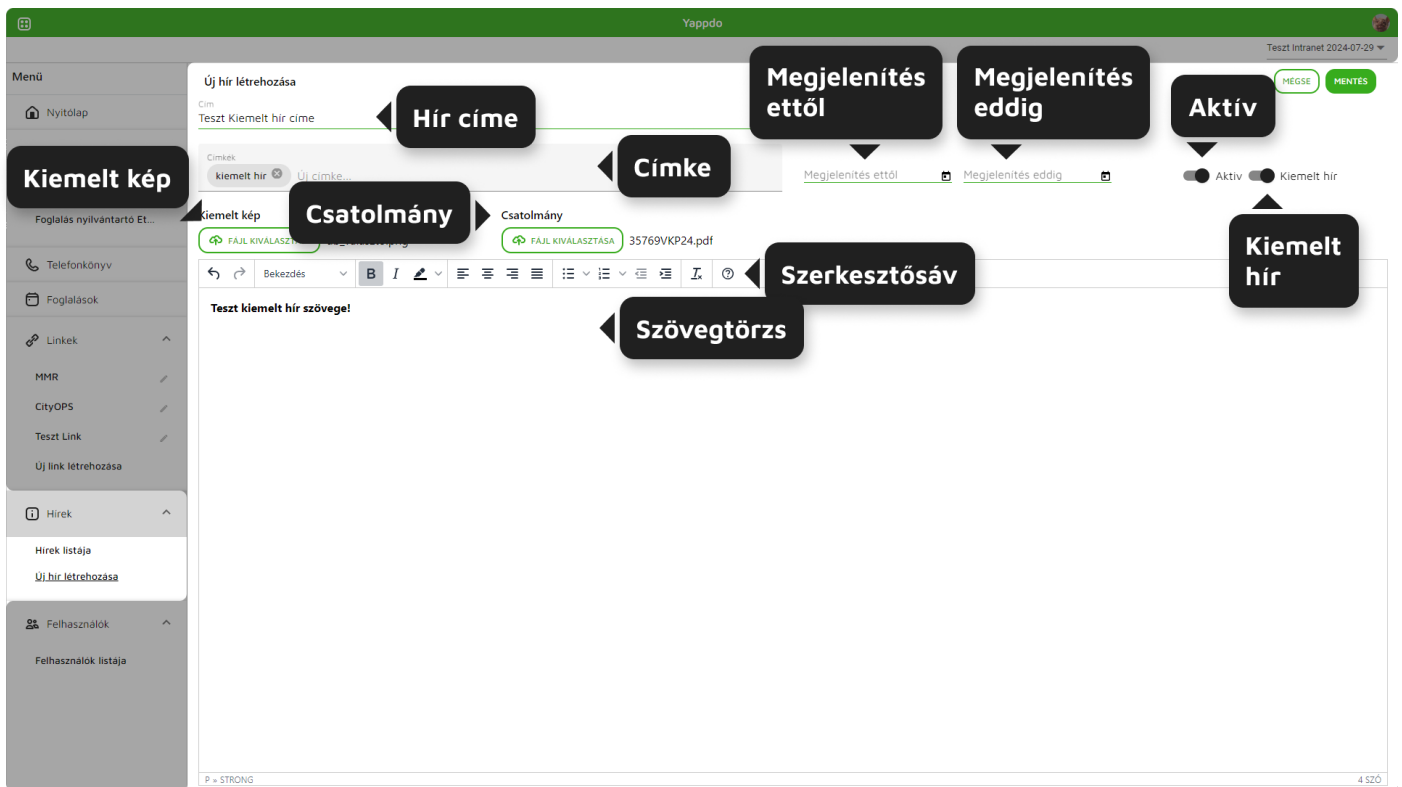 Yappdo
Teszt Intranet 2024-07-29
Menü
Nyitólap
Kiemelt kép
Foglalás nyilvántartó Et...
Telefonkönyv
Foglalások
Linkek
MMR
CityOPS
Teszt Link
Új link létrehozása
Hírek
Hírek listája
Új hír létrehozása
Felhasználók
Felhasználók listája
Új hír létrehozása
MÉGSE
MENTÉS
Cím
Teszt Kiemelt hír címe
Hír címe
Megjelenítés
ettől
Megjelenítés
eddig
Aktív
Címkék
kiemelt hír
Új címke...
Címke
Megjelenítés ettől
Megjelenítés eddig
Aktív
Kiemelt hír
Kiemelt
hír
Kiemelt kép
Csatolmány
Csatolmány
FÁJL
FÁJL KIVÁLASZTÁSA
35769VKP24.pdf
Bekezdés
B
I
Szerkesztősáv
Teszt kiemelt hír szövege!
Szövegtörzs
P » STRONG
4 SZÓ